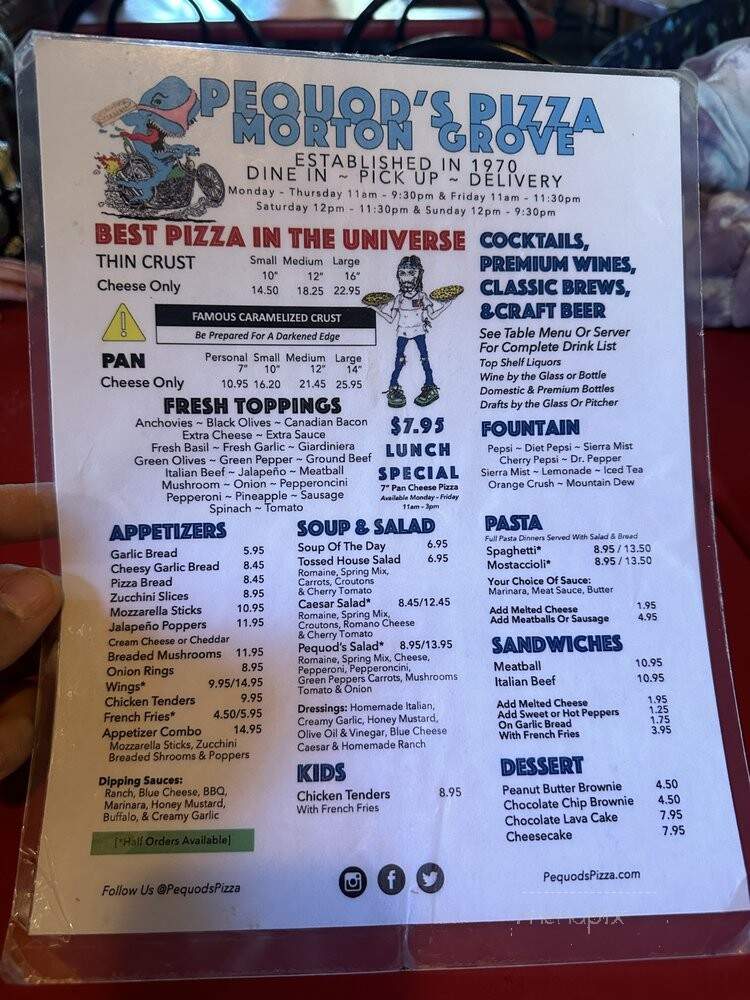 PEQUOD'S PIZZA
MORTON GROVE
ESTABLISHED IN 1970
DINE IN ~ PICK UP ~ DELIVERY
Monday - Thursday 11am - 9:30pm & Friday 11am - 11:30pm
Saturday 12pm - 11:30pm & Sunday 12pm - 9:30pm
BEST PIZZA IN THE UNIVERSE
THIN CRUST Small Medium Large
10" 12" 16"
Cheese Only 14.50 18.25 22.95
FAMOUS CARAMELIZED CRUST
Be Prepared For A Darkened Edge
PAN Personal Small Medium Large
7" 10" 12" 14"
Cheese Only 10.95 16.20 21.45 25.95
FRESH TOPPINGS
Anchovies ~ Black Olives ~ Canadian Bacon
Extra Cheese ~ Extra Sauce
Fresh Basil ~ Fresh Garlic ~ Giardiniera
Green Olives ~ Green Pepper ~ Ground Beef
Italian Beef ~ Jalapeño ~ Meatball
Mushroom ~ Onion ~ Pepperoncini
Pepperoni ~ Pineapple ~ Sausage
Spinach ~ Tomato
$7.95
LUNCH
SPECIAL
7" Pan Cheese Pizza
Available Monday - Friday
11am - 3pm
COCKTAILS,
PREMIUM WINES,
CLASSIC BREWS,
&CRAFT BEER
See Table Menu Or Server
For Complete Drink List
Top Shelf Liquors
Wine by the Glass or Bottle
Domestic & Premium Bottles
Drafts by the Glass Or Pitcher
FOUNTAIN
Pepsi ~ Diet Pepsi ~ Sierra Mist
Cherry Pepsi ~ Dr. Pepper
Sierra Mist ~ Lemonade ~ Iced Tea
Orange Crush ~ Mountain Dew
APPETIZERS
Garlic Bread 5.95
Cheesy Garlic Bread 8.45
Pizza Bread 8.45
Zucchini Slices 8.95
Mozzarella Sticks 10.95
Jalapeño Poppers 11.95
Cream Cheese or Cheddar
Breaded Mushrooms 11.95
Onion Rings 8.95
Wings* 9.95/14.95
Chicken Tenders 9.95
French Fries* 4.50/5.95
Appetizer Combo 14.95
Mozzarella Sticks, Zucchini
Breaded Shrooms & Poppers
Dipping Sauces:
Ranch, Blue Cheese, BBQ,
Marinara, Honey Mustard,
Buffalo, & Creamy Garlic
[*Half Orders Available]
SOUP & SALAD
Soup Of The Day 6.95
Tossed House Salad 6.95
Romaine, Spring Mix,
Carrots, Croutons
& Cherry Tomato
Caesar Salad* 8.45/12.45
Romaine, Spring Mix,
Croutons, Romano Cheese
& Cherry Tomato
Pequod's Salad* 8.95/13.95
Romaine, Spring Mix, Cheese,
Pepperoni, Pepperoncini,
Green Peppers Carrots, Mushrooms
Tomato & Onion
Dressings: Homemade Italian,
Creamy Garlic, Honey Mustard,
Olive Oil & Vinegar, Blue Cheese
Caesar & Homemade Ranch
KIDS
Chicken Tenders 8.95
With French Fries
PASTA
Full Pasta Dinners Served With Salad & Bread
Spaghetti* 8.95 / 13.50
Mostaccioli* 8.95 / 13.50
Your Choice Of Sauce:
Marinara, Meat Sauce, Butter
Add Melted Cheese 1.95
Add Meatballs Or Sausage 4.95
SANDWICHES
Meatball 10.95
Italian Beef 10.95
Add Melted Cheese 1.95
Add Sweet or Hot Peppers 1.25
On Garlic Bread 1.75
With French Fries 3.95
DESSERT
Peanut Butter Brownie 4.50
Chocolate Chip Brownie 4.50
Chocolate Lava Cake 7.95
Cheesecake 7.95
Follow Us @PequodsPizza
PequodsPizza.com